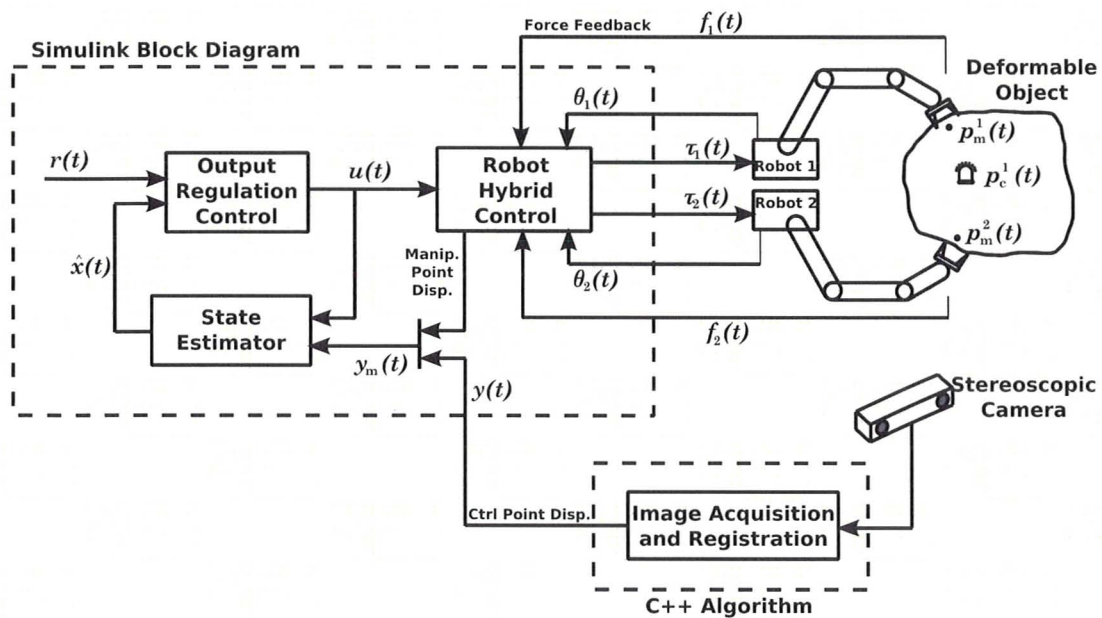 Force Feedback
f₁(t)
Simulink Block Diagram
Deformable
Object
θ₁(t)
p¹ₘ(t)
r(t)
Output
Regulation
Control
u(t)
Robot
Hybrid
Control
τ₁(t)
Robot 1
p¹_c(t)
τ₂(t)
Robot 2
p²ₘ(t)
x̂(t)
Manip.
Point
Disp.
θ₂(t)
State
Estimator
f₂(t)
yₘ(t)
y(t)
Stereoscopic
Camera
Ctrl Point Disp.
Image Acquisition
and Registration
C++ Algorithm